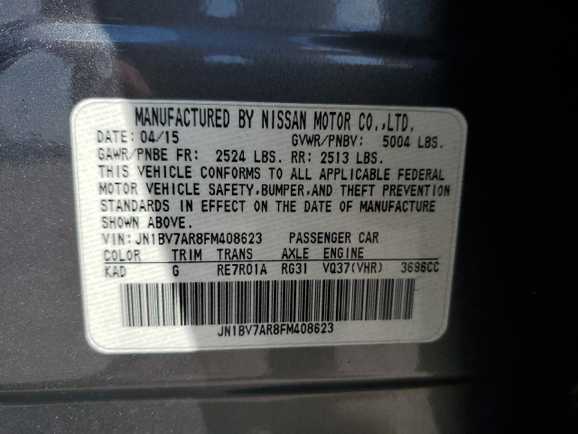 MANUFACTURED BY NISSAN MOTOR CO.,LTD.
DATE: 04/15 GVWR/PNBV: 5004 LBS.
GAWR/PNBE FR: 2524 LBS. RR: 2513 LBS.
THIS VEHICLE CONFORMS TO ALL APPLICABLE FEDERAL
MOTOR VEHICLE SAFETY,BUMPER,AND THEFT PREVENTION
STANDARDS IN EFFECT ON THE DATE OF MANUFACTURE
SHOWN ABOVE.
VIN: JN1BV7AR8FM408623 PASSENGER CAR
COLOR TRIM TRANS AXLE ENGINE
KAD G RE7R01A RG31 VQ37(VHR) 3696CC
JN1BV7AR8FM408623